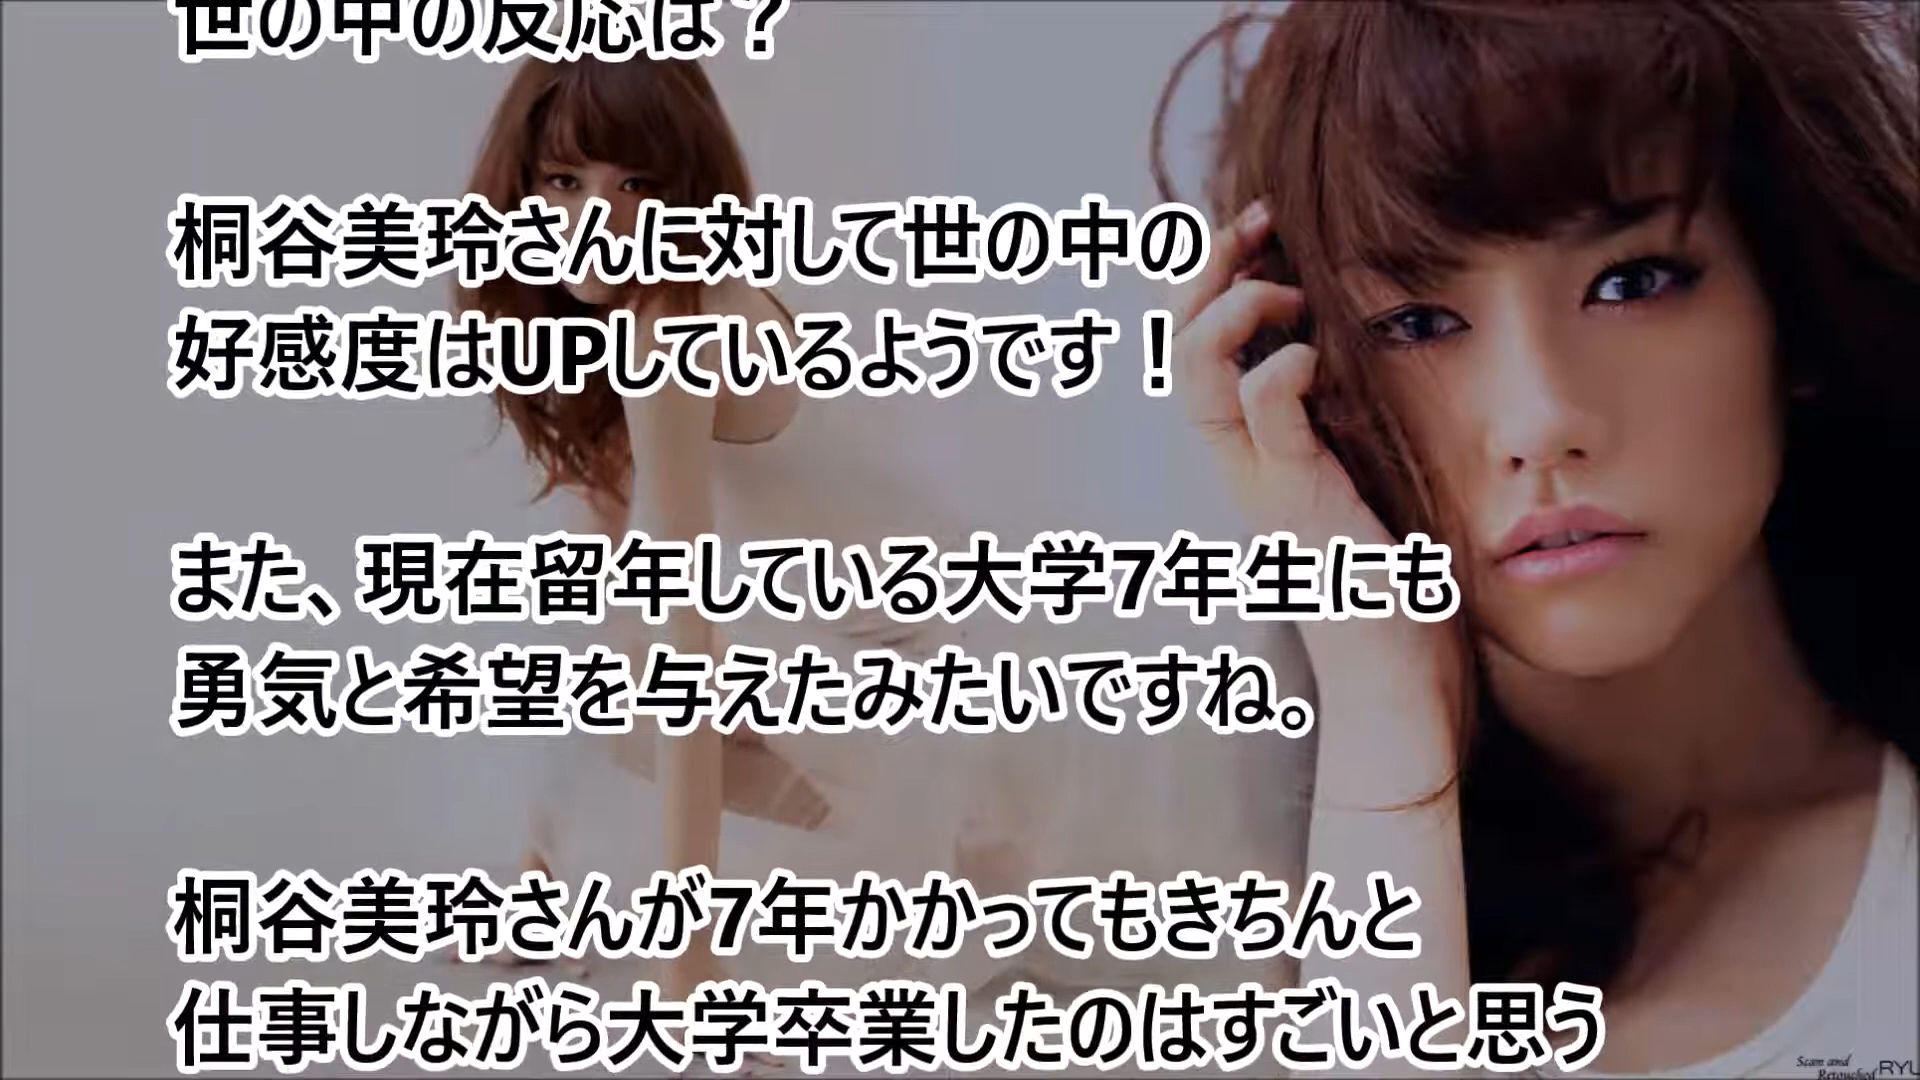 世の中の反応は？
桐谷美玲さんに対して世の中の
好感度はUPしているようです！
また、現在留年している大学7年生にも
勇気と希望を与えたみたいですね。
桐谷美玲さんが7年かかってもきちんと
仕事しながら大学卒業したのはすごいと思う
Scan and
Retouched RYU